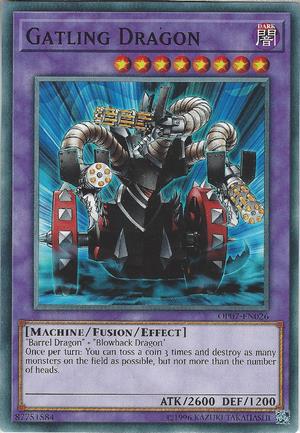 GATLING DRAGON
DARK
闇
OP07-EN026
[MACHINE/FUSION/EFFECT]
"Barrel Dragon" + "Blowback Dragon"
Once per turn: You can toss a coin 3 times and destroy as many
monsters on the field as possible, but not more than the number
of heads.
ATK/2600 DEF/1200
87751584
©1996 KAZUKI TAKAHASHI